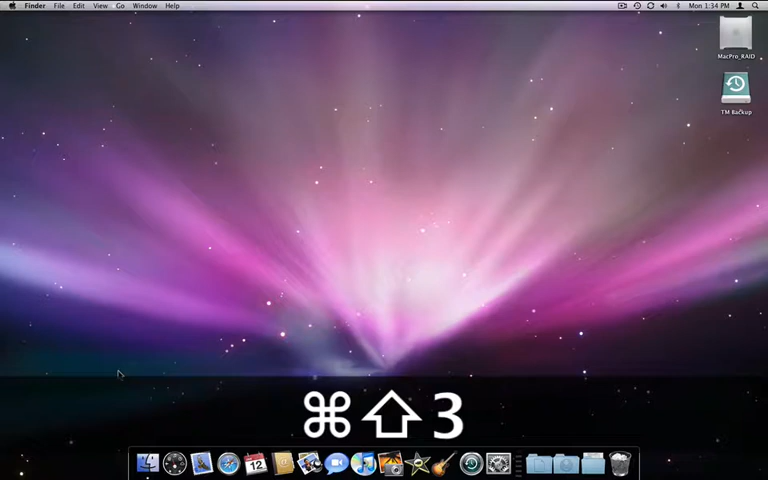 Finder File Edit View Go Window Help Mon 1:34 PM
MacPro_RAID
TM Backup
⌘⇧3
12